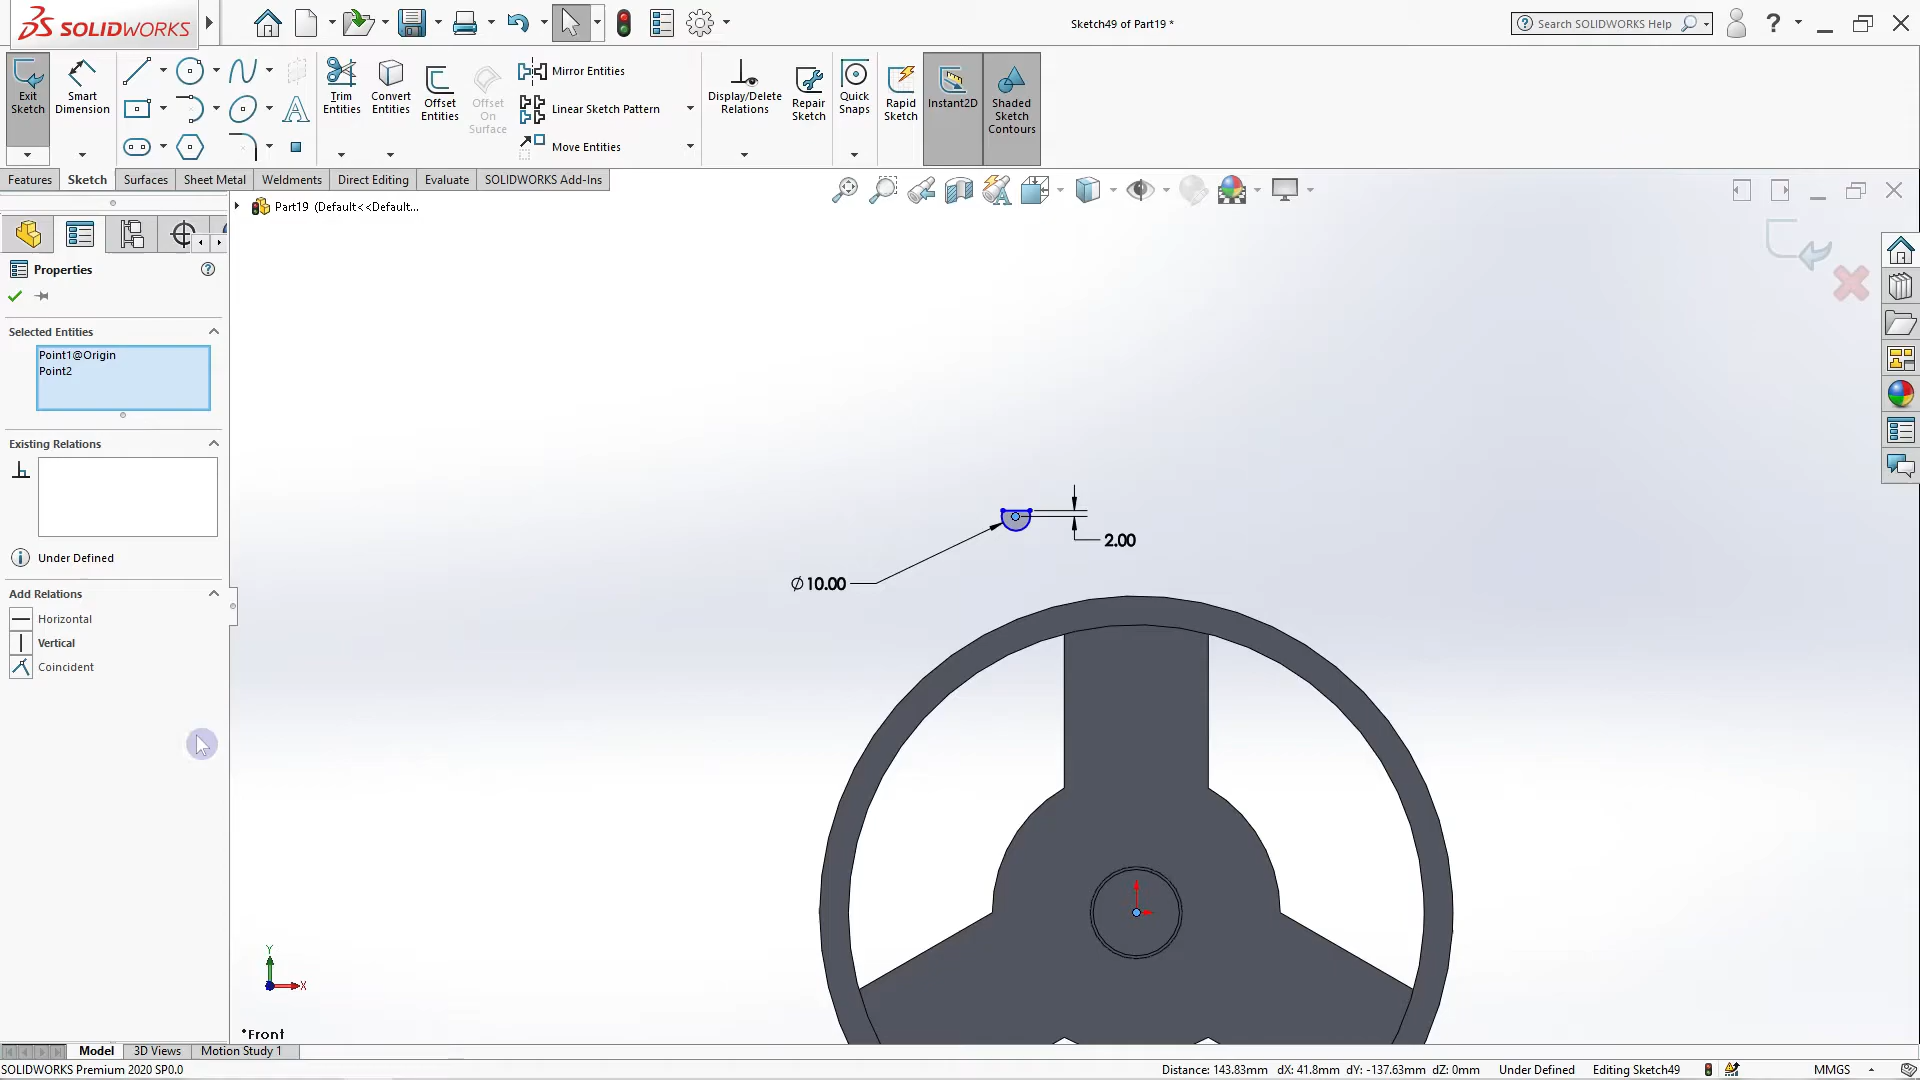 SOLIDWORKS
Sketch49 of Part19 *
Search SOLIDWORKS Help
Exit Sketch
Smart Dimension
Trim Entities
Convert Entities
Offset Entities
Offset On Surface
Mirror Entities
Linear Sketch Pattern
Move Entities
Display/Delete Relations
Repair Sketch
Quick Snaps
Rapid Sketch
Instant2D
Shaded Sketch Contours
Features
Sketch
Surfaces
Sheet Metal
Weldments
Direct Editing
Evaluate
SOLIDWORKS Add-Ins
Part19 (Default<<Default...
Properties
Selected Entities
Point1@Origin
Point2
Existing Relations
Under Defined
Add Relations
Horizontal
Vertical
Coincident
2.00
∅10.00
Y
X
*Front
Model
3D Views
Motion Study 1
SOLIDWORKS Premium 2020 SP0.0
Distance: 143.83mm dX: 41.8mm dY: -137.63mm dZ: 0mm
Under Defined
Editing Sketch49
MMGS